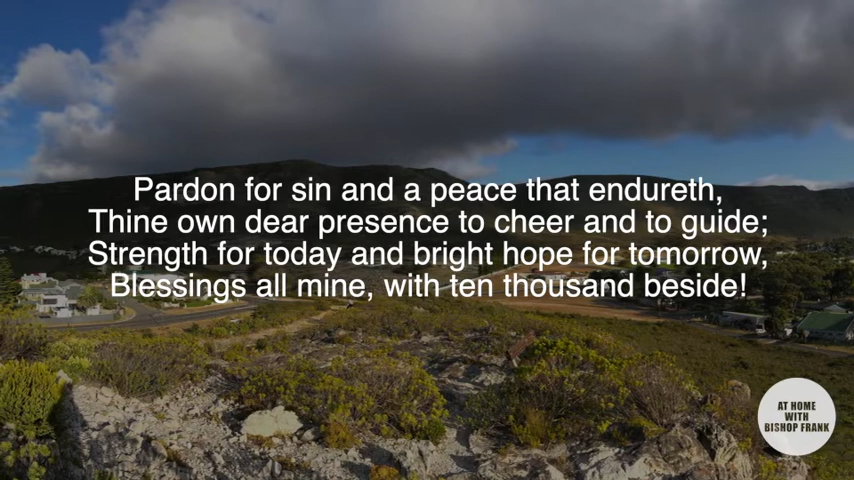 Pardon for sin and a peace that endureth,
Thine own dear presence to cheer and to guide;
Strength for today and bright hope for tomorrow,
Blessings all mine, with ten thousand beside!
AT HOME
WITH
BISHOP FRANK